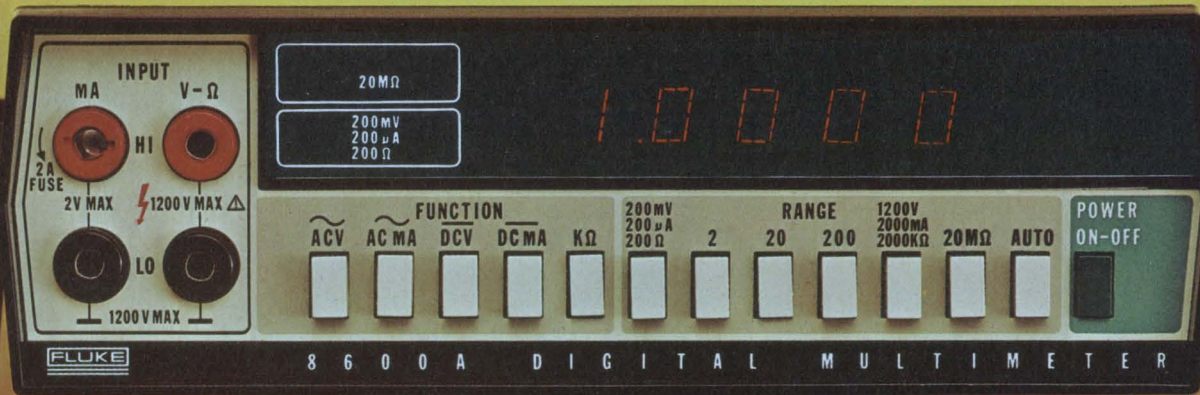 INPUT
MA V-Ω
HI
2A
FUSE
2V MAX 1200V MAX
LO
1200V MAX
20MΩ
200MV
200µA
200Ω
1.0000
FUNCTION
ACV AC MA DCV DC MA KΩ
RANGE
200MV
200µA
200Ω
2 20 200
1200V
2000MA
2000KΩ
20MΩ AUTO
POWER
ON-OFF
FLUKE
8600A DIGITAL MULTIMETER